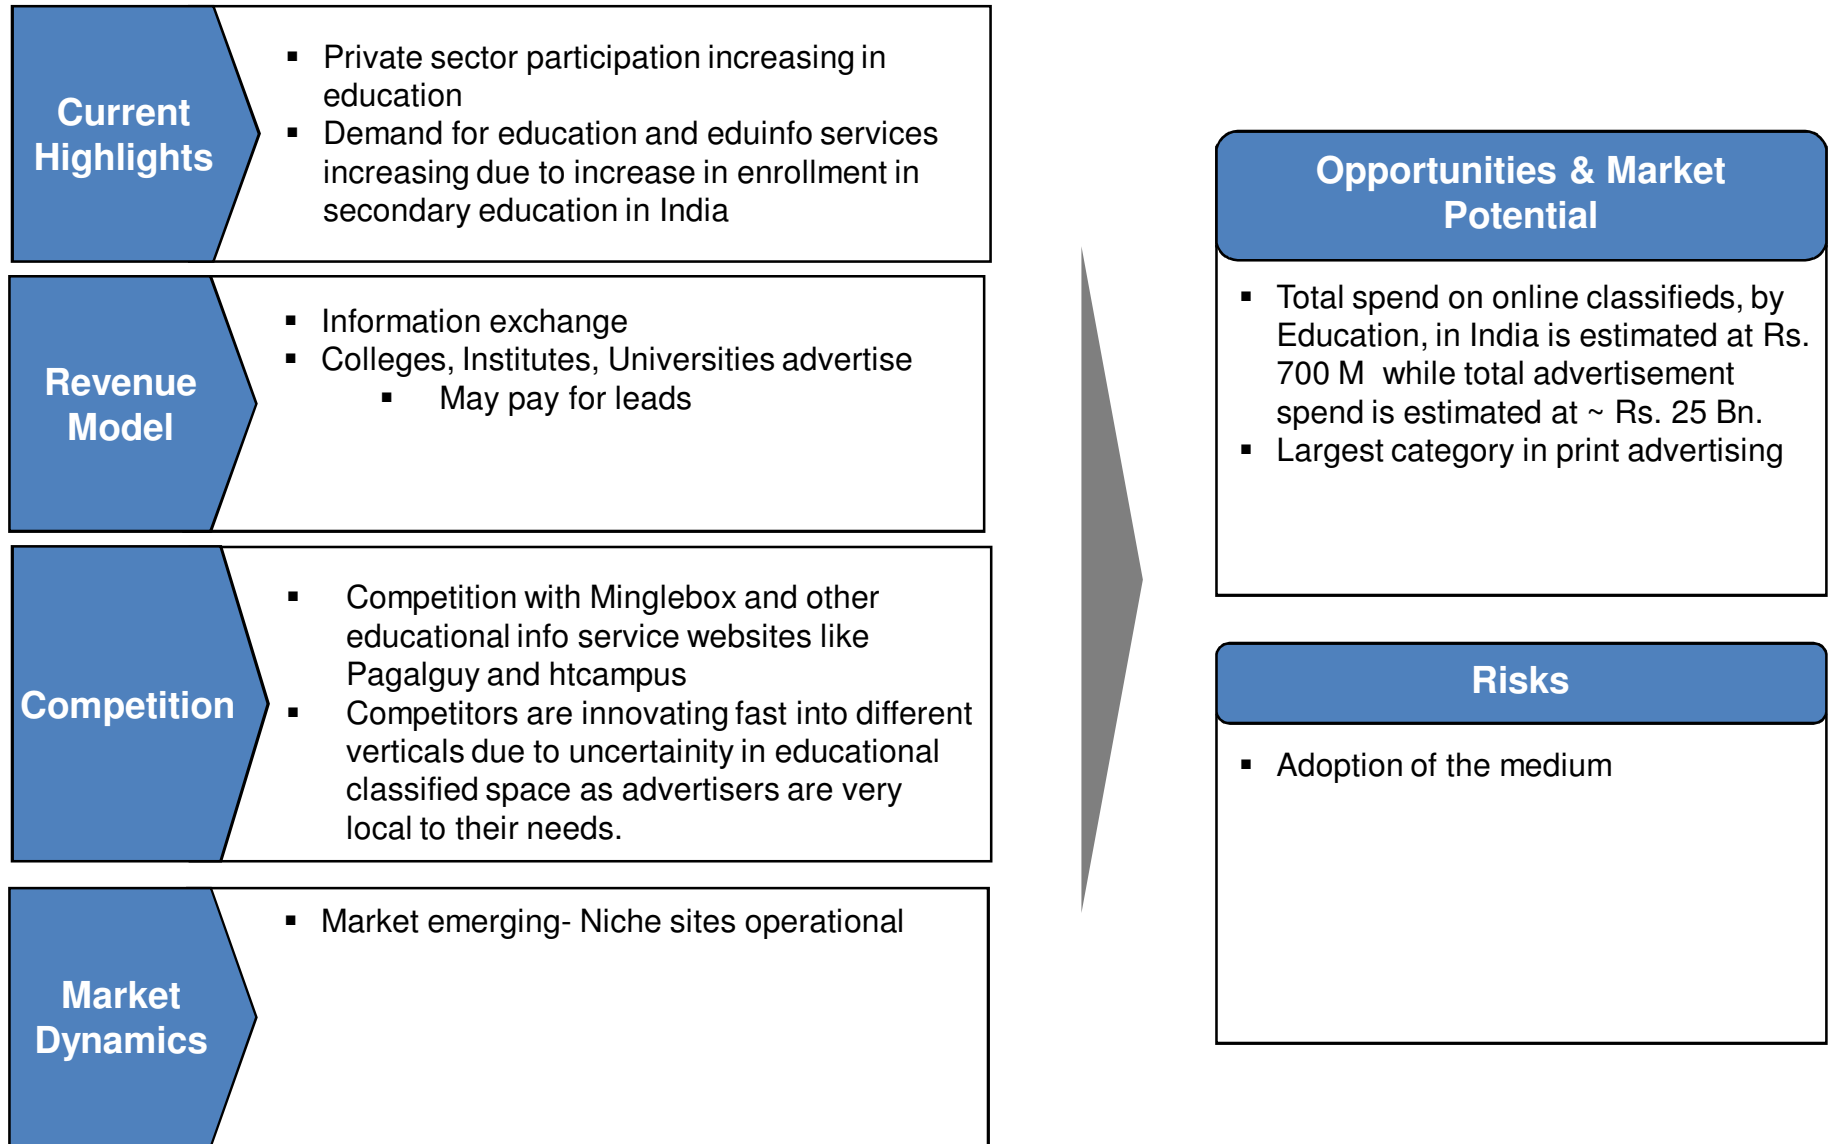 Current
Highlights
▪ Private sector participation increasing in
education
▪ Demand for education and eduinfo services
increasing due to increase in enrollment in
secondary education in India
Revenue
Model
▪ Information exchange
▪ Colleges, Institutes, Universities advertise
▪ May pay for leads
Competition
▪ Competition with Minglebox and other
educational info service websites like
Pagalguy and htcampus
▪ Competitors are innovating fast into different
verticals due to uncertainity in educational
classified space as advertisers are very
local to their needs.
Market
Dynamics
▪ Market emerging- Niche sites operational
Opportunities & Market
Potential
▪ Total spend on online classifieds, by
Education, in India is estimated at Rs.
700 M  while total advertisement
spend is estimated at ~ Rs. 25 Bn.
▪ Largest category in print advertising
Risks
▪ Adoption of the medium